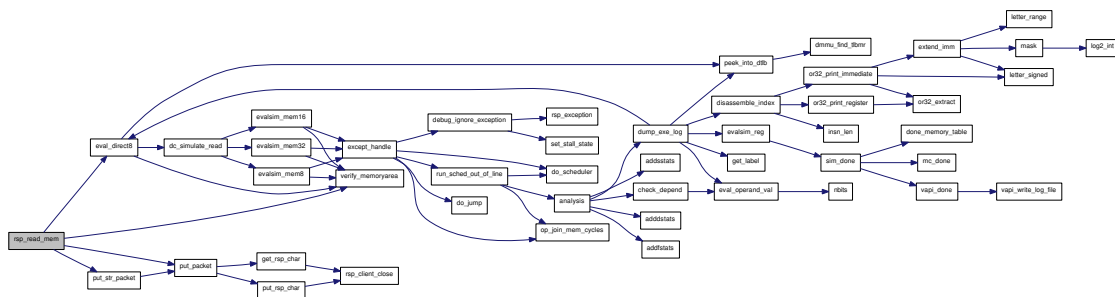 rsp_read_mem
eval_direct8
put_str_packet
dc_simulate_read
put_packet
evalsim_mem16
evalsim_mem32
evalsim_mem8
get_rsp_char
put_rsp_char
except_handle
verify_memoryarea
rsp_client_close
debug_ignore_exception
run_sched_out_of_line
do_jump
rsp_exception
set_stall_state
do_scheduler
analysis
op_join_mem_cycles
dump_exe_log
addsstats
check_depend
adddstats
addfstats
peek_into_dtlb
disassemble_index
evalsim_reg
get_label
eval_operand_val
dmmu_find_tlbmr
or32_print_immediate
or32_print_register
insn_len
sim_done
rtbits
extend_imm
or32_extract
done_memory_table
mc_done
vapi_done
letter_range
mask
letter_signed
vapi_write_log_file
log2_int